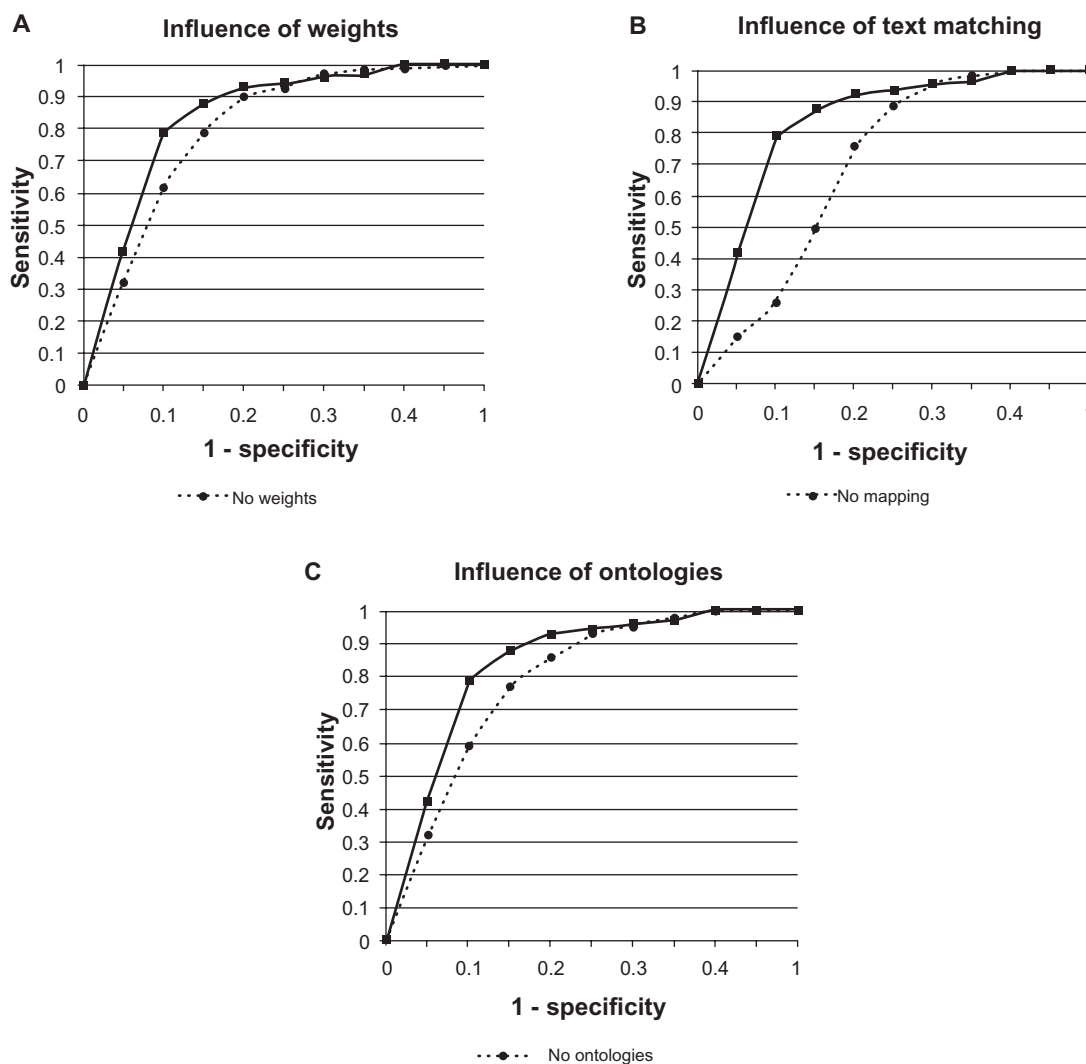 A
Influence of weights
1
0.9
0.8
0.7
0.6
0.5
0.4
0.3
0.2
0.1
0
Sensitivity
0 0.1 0.2 0.3 0.4 1
1 - specificity
No weights
B
Influence of text matching
1
0.9
0.8
0.7
0.6
0.5
0.4
0.3
0.2
0.1
0
Sensitivity
0 0.1 0.2 0.3 0.4 1
1 - specificity
No mapping
C
Influence of ontologies
1
0.9
0.8
0.7
0.6
0.5
0.4
0.3
0.2
0.1
0
Sensitivity
0 0.1 0.2 0.3 0.4 1
1 - specificity
No ontologies